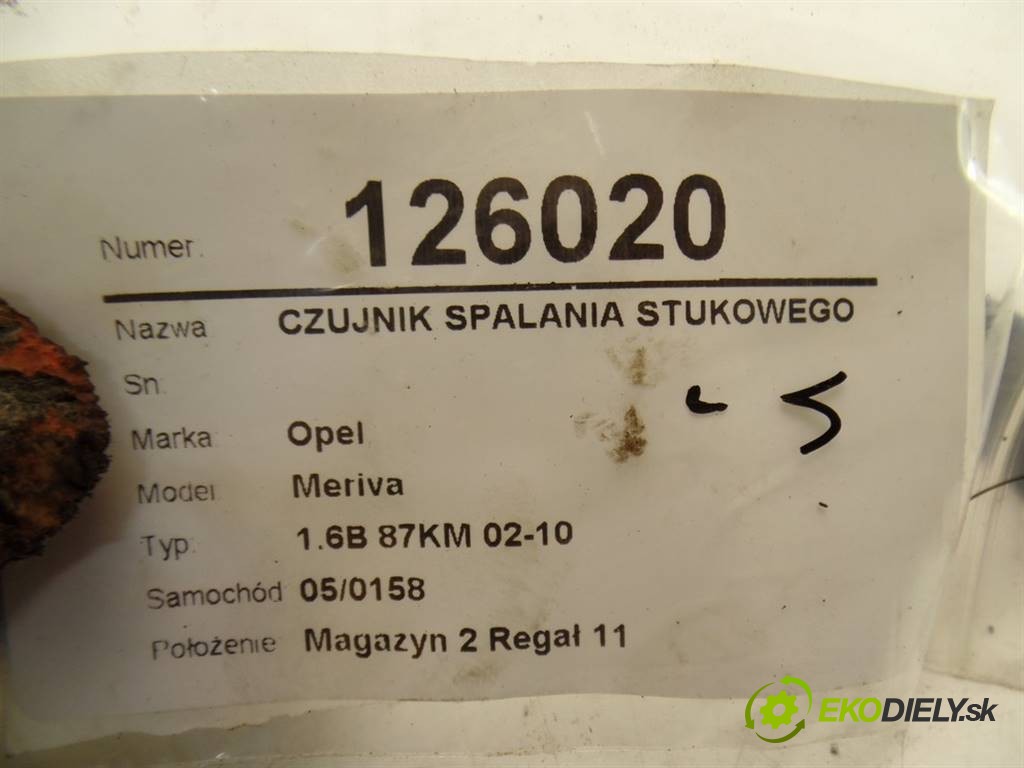 Numer: 126020
Nazwa CZUJNIK SPALANIA STUKOWEGO
Sn:
Marka: Opel
Model Meriva
Typ: 1.6B 87KM 02-10
Samochód 05/0158
Położenie Magazyn 2 Regał 11
EKODIELY.sk